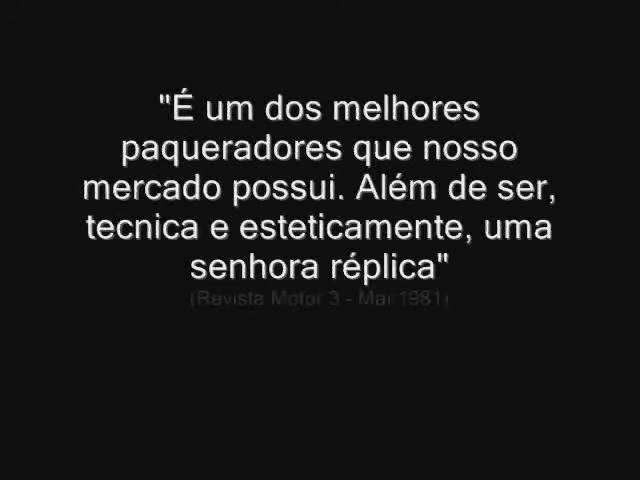 "É um dos melhores
paqueradores que nosso
mercado possui. Além de ser,
tecnica e esteticamente, uma
senhora réplica"
(Revista Motor 3 - Mai 1981)